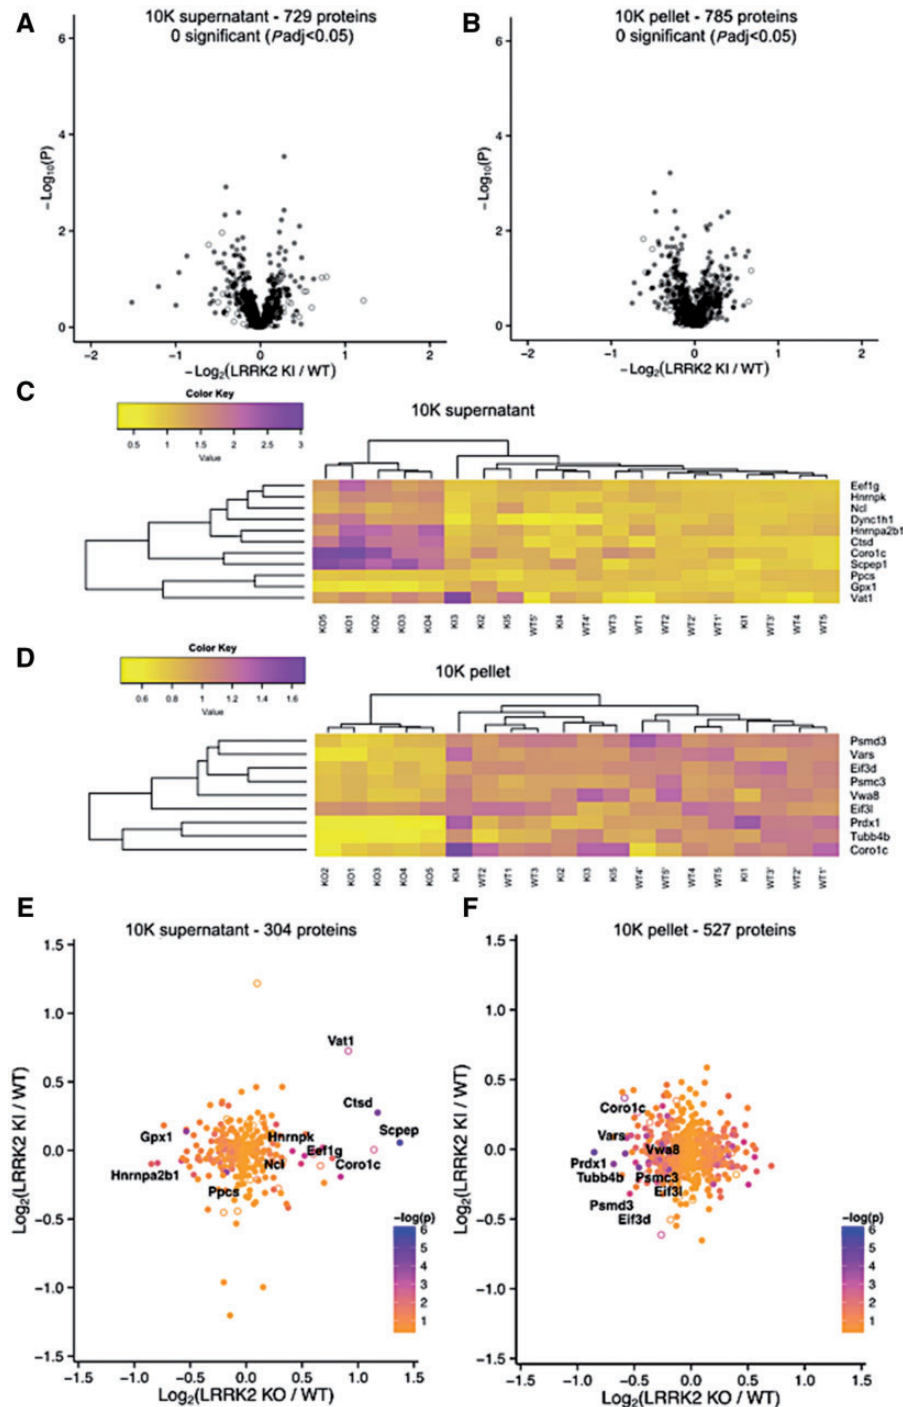 A
10K supernatant - 729 proteins
0 significant (Padj<0.05)
6
4
2
0
−Log10(P)
−2 −1 0 1 2
−Log2(LRRK2 KI / WT)
B
10K pellet - 785 proteins
0 significant (Padj<0.05)
6
4
2
0
−Log10(P)
−2 −1 0 1 2
−Log2(LRRK2 KI / WT)
C
Color Key
0.5 1 1.5 2 2.5 3
Value
10K supernatant
Eef1g
Hnrnpk
Ncl
Dync1h1
Hnrnpa2b1
Ctsd
Coro1c
Scpep1
Ppcs
Gpx1
Vat1
KO5 KO1 KO2 KO3 KO4 KI3 KI2 KI5 WT5' KI4 WT4' WT3 WT1 WT2 WT2' WT1' KI1 WT3' WT4 WT5
D
Color Key
0.6 0.8 1 1.2 1.4 1.6
Value
10K pellet
Psmd3
Vars
Eif3d
Psmc3
Vwa8
Eif3l
Prdx1
Tubb4b
Coro1c
KO2 KO1 KO3 KO4 KO5 KI4 WT2 WT1 WT3 KI2 KI3 KI5 WT4' WT5' WT4 WT5 KI1 WT3' WT2' WT1'
E
10K supernatant - 304 proteins
1.5
1.0
0.5
0.0
−0.5
−1.0
−1.5
Log2(LRRK2 KI / WT)
Vat1
Ctsd
Gpx1
Hnrnpk
Scpep
Eef1g
Hnrnpa2b1
Ncl
Coro1c
Ppcs
−log(p)
6
5
4
3
2
1
−1.5 −1.0 −0.5 0.0 0.5 1.0 1.5
Log2(LRRK2 KO / WT)
F
10K pellet - 527 proteins
1.5
1.0
0.5
0.0
−0.5
−1.0
−1.5
Log2(LRRK2 KI / WT)
Coro1c
Vars
Vwa8
Prdx1
Tubb4b
Psmc3
Eif3l
Psmd3
Eif3d
−log(p)
6
5
4
3
2
1
−1.5 −1.0 −0.5 0.0 0.5 1.0 1.5
Log2(LRRK2 KO / WT)